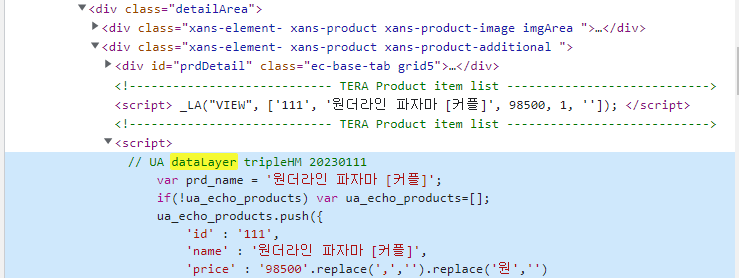 ▼<div class="detailArea">
▶<div class="xans-element- xans-product xans-product-image imgArea ">…</div>
▼<div class="xans-element- xans-product xans-product-additional ">
▶<div id="prdDetail" class="ec-base-tab grid5">…</div>
<!---------------------------- TERA Product item list ---------------------------->
<script> _LA("VIEW", ['111', '원더라인 파자마 [커플]', 98500, 1, '']); </script>
<!---------------------------- TERA Product item list ---------------------------->
▼<script>
// UA dataLayer tripleHM 20230111
var prd_name = '원더라인 파자마 [커플]';
if(!ua_echo_products) var ua_echo_products=[];
ua_echo_products.push({
'id' : '111',
'name' : '원더라인 파자마 [커플]',
'price' : '98500'.replace(',','').replace('원','')